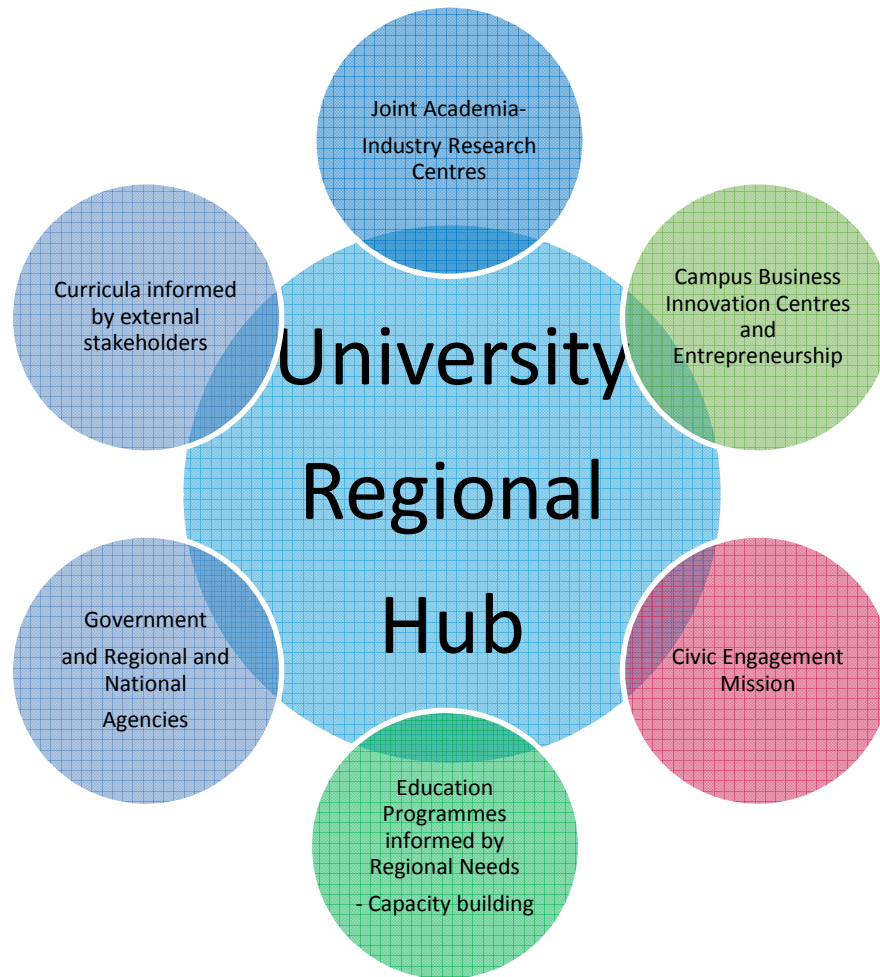 Joint Academia-
Industry Research
Centres
Campus Business
Innovation Centres
and
Entrepreneurship
Civic Engagement
Mission
Education
Programmes
informed by
Regional Needs
- Capacity building
Government
and Regional and
National
Agencies
Curricula informed
by external
stakeholders
University
Regional
Hub